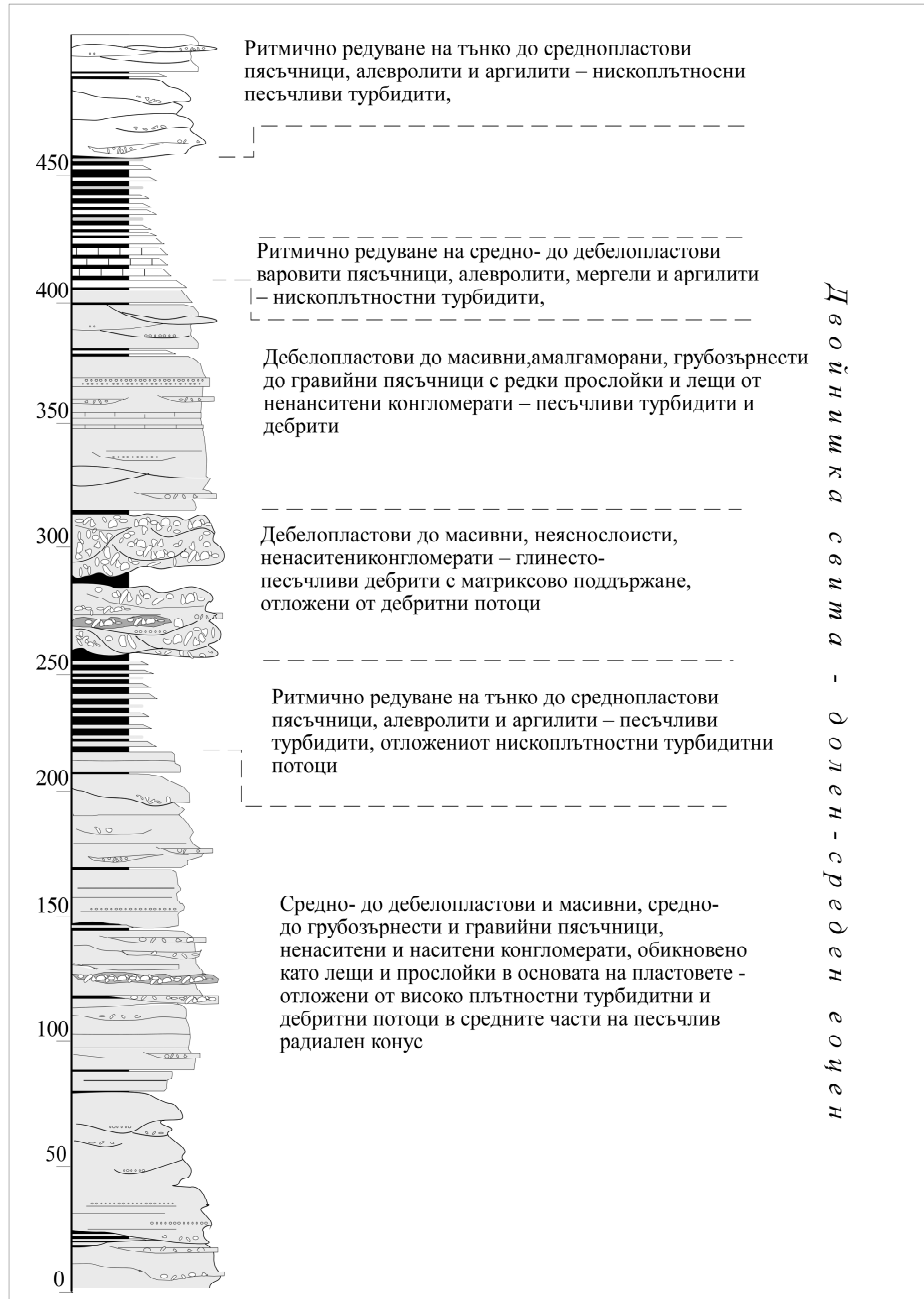 Ритмично редуване на тънко до среднопластови
пясъчници, алевролити и аргилити – нископлътносни
песъчливи турбидити,
450
Ритмично редуване на средно- до дебелопластови
варовити пясъчници, алевролити, мергели и аргилити
– нископлътностни турбидити,
400
Дебелопластови до масивни,амалгаморани, грубозърнести
до гравийни пясъчници с редки прослойки и лещи от
ненанситени конгломерати – песъчливи турбидити и
дебрити
350
300
Дебелопластови до масивни, неяснослоисти,
ненаситениконгломерати – глинесто-
песъчливи дебрити с матриксово поддържане,
отложени от дебритни потоци
250
Ритмично редуване на тънко до среднопластови
пясъчници, алевролити и аргилити – песъчливи
турбидити, отложениот нископлътностни турбидитни
потоци
200
150
Средно- до дебелопластови и масивни, средно-
до грубозърнести и гравийни пясъчници,
ненаситени и наситени конгломерати, обикновено
като лещи и прослойки в основата на пластовете -
отложени от високо плътностни турбидитни и
дебритни потоци в средните части на песъчлив
радиален конус
100
50
0
Двойнишка свита - долен-среден еоцен